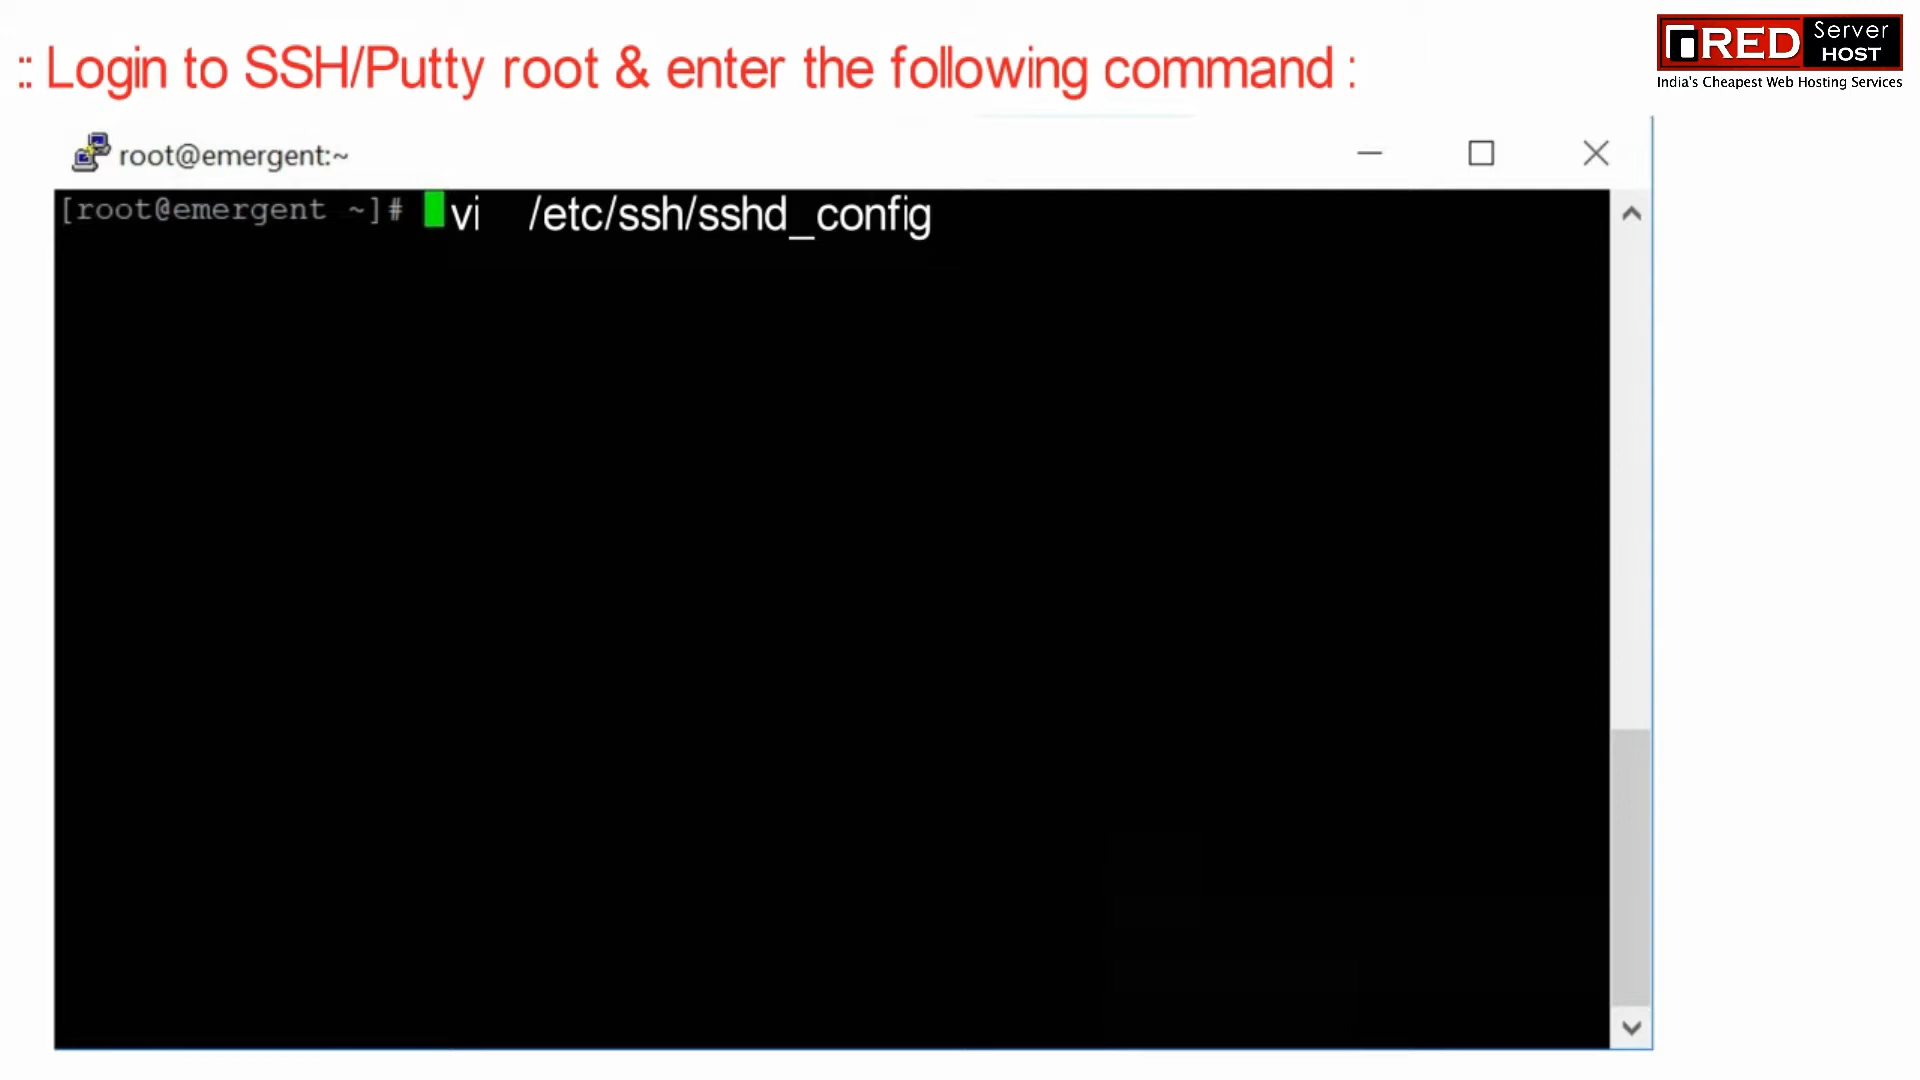 :: Login to SSH/Putty root & enter the following command :
RED Server HOST
India's Cheapest Web Hosting Services
root@emergent:~
[root@emergent ~]# vi /etc/ssh/sshd_config